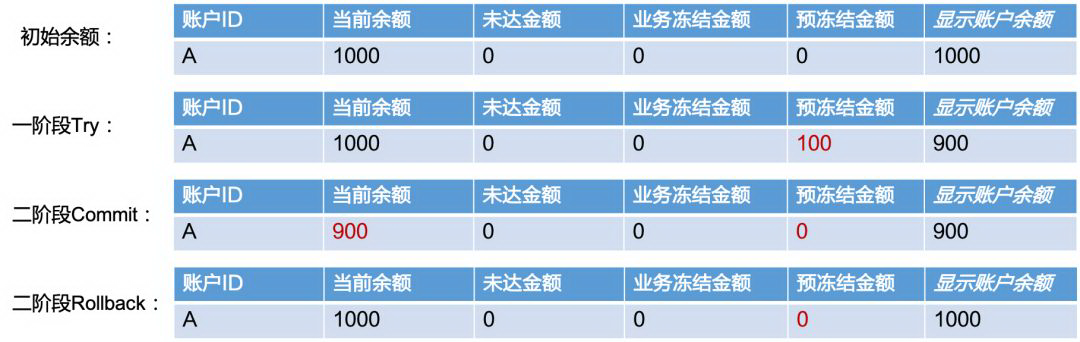 初始余额：
账户ID 当前余额 未达金额 业务冻结金额 预冻结金额 显示账户余额
A 1000 0 0 0 1000
一阶段Try：
账户ID 当前余额 未达金额 业务冻结金额 预冻结金额 显示账户余额
A 1000 0 0 100 900
二阶段Commit：
账户ID 当前余额 未达金额 业务冻结金额 预冻结金额 显示账户余额
A 900 0 0 0 900
二阶段Rollback：
账户ID 当前余额 未达金额 业务冻结金额 预冻结金额 显示账户余额
A 1000 0 0 0 1000